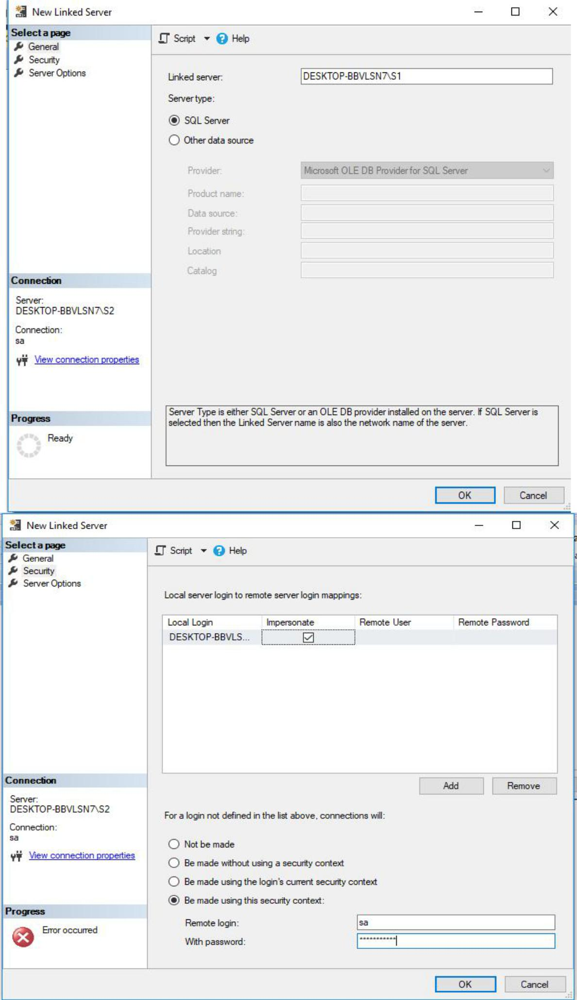 New Linked Server
Select a page
General
Security
Server Options
Script
Help
Linked server:
DESKTOP-BBVLSN7\S1
Server type:
SQL Server
Other data source
Provider:
Microsoft OLE DB Provider for SQL Server
Product name:
Data source:
Provider string:
Location
Catalog
Connection
Server:
DESKTOP-BBVLSN7\S2
Connection:
sa
View connection properties
Server Type is either SQL Server or an OLE DB provider installed on the server. If SQL Server is
selected then the Linked Server name is also the network name of the server.
Progress
Ready
OK
Cancel
New Linked Server
Select a page
General
Security
Server Options
Script
Help
Local server login to remote server login mappings:
Local Login
Impersonate
Remote User
Remote Password
DESKTOP-BBVLS...
Add
Remove
Connection
Server:
DESKTOP-BBVLSN7\S2
Connection:
sa
View connection properties
For a login not defined in the list above, connections will:
Not be made
Be made without using a security context
Be made using the login's current security context
Be made using this security context:
Remote login:
sa
With password:
***********
Progress
Error occurred
OK
Cancel